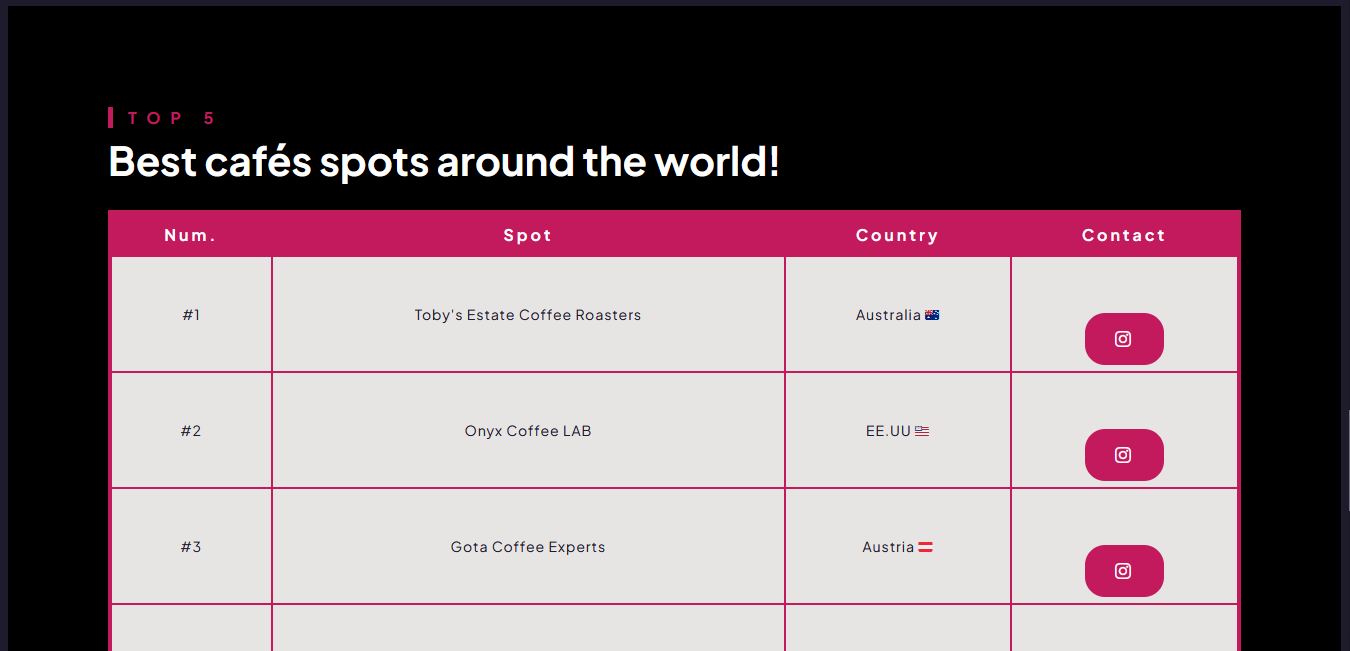 TOP 5
Best cafés spots around the world!
Num. Spot Country Contact
#1 Toby's Estate Coffee Roasters Australia 🇦🇺
#2 Onyx Coffee LAB EE.UU 🇺🇸
#3 Gota Coffee Experts Austria 🇦🇹